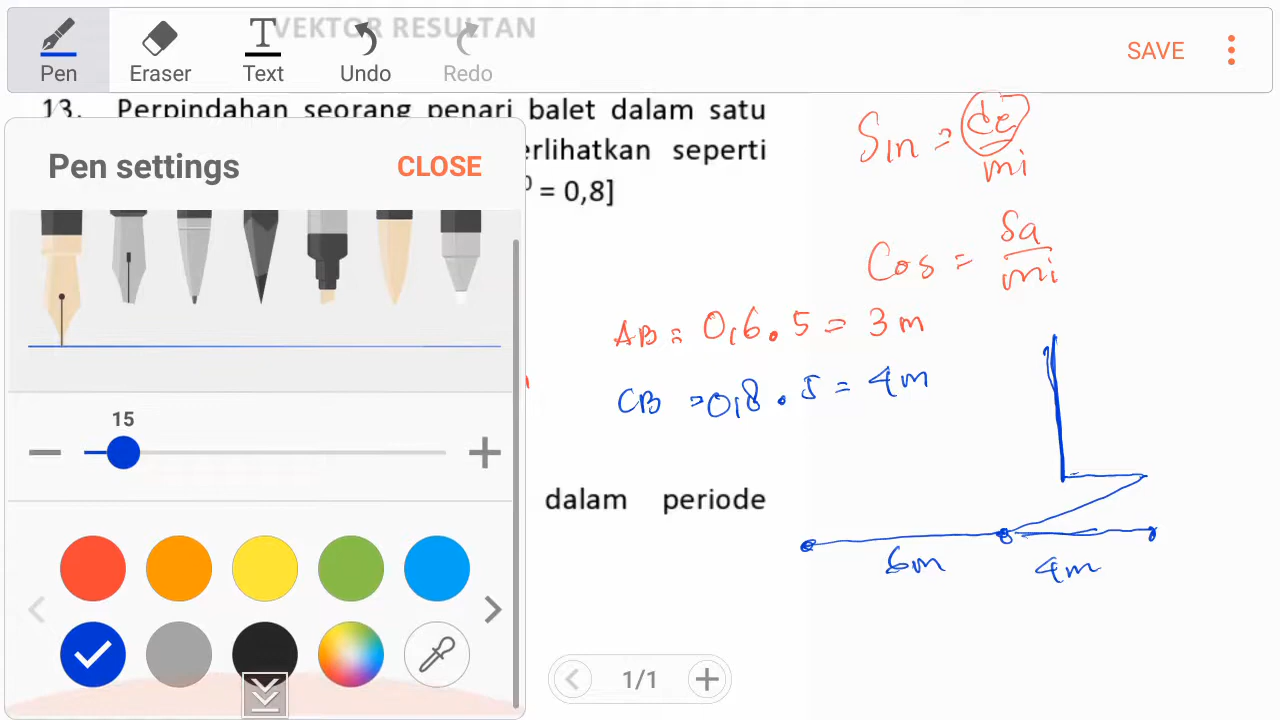 VEKTOR RESULTAN
Pen
Eraser
Text
Undo
Redo
SAVE
13. Perpindahan seorang penari balet dalam satu
erlihatkan seperti
= 0,8]
Pen settings
CLOSE
15
dalam periode
Sin = de
mi
Cos = sa
mi
AB = 0,6 . 5 = 3 m
CB = 0,8 . 5 = 4 m
6m
4m
1/1